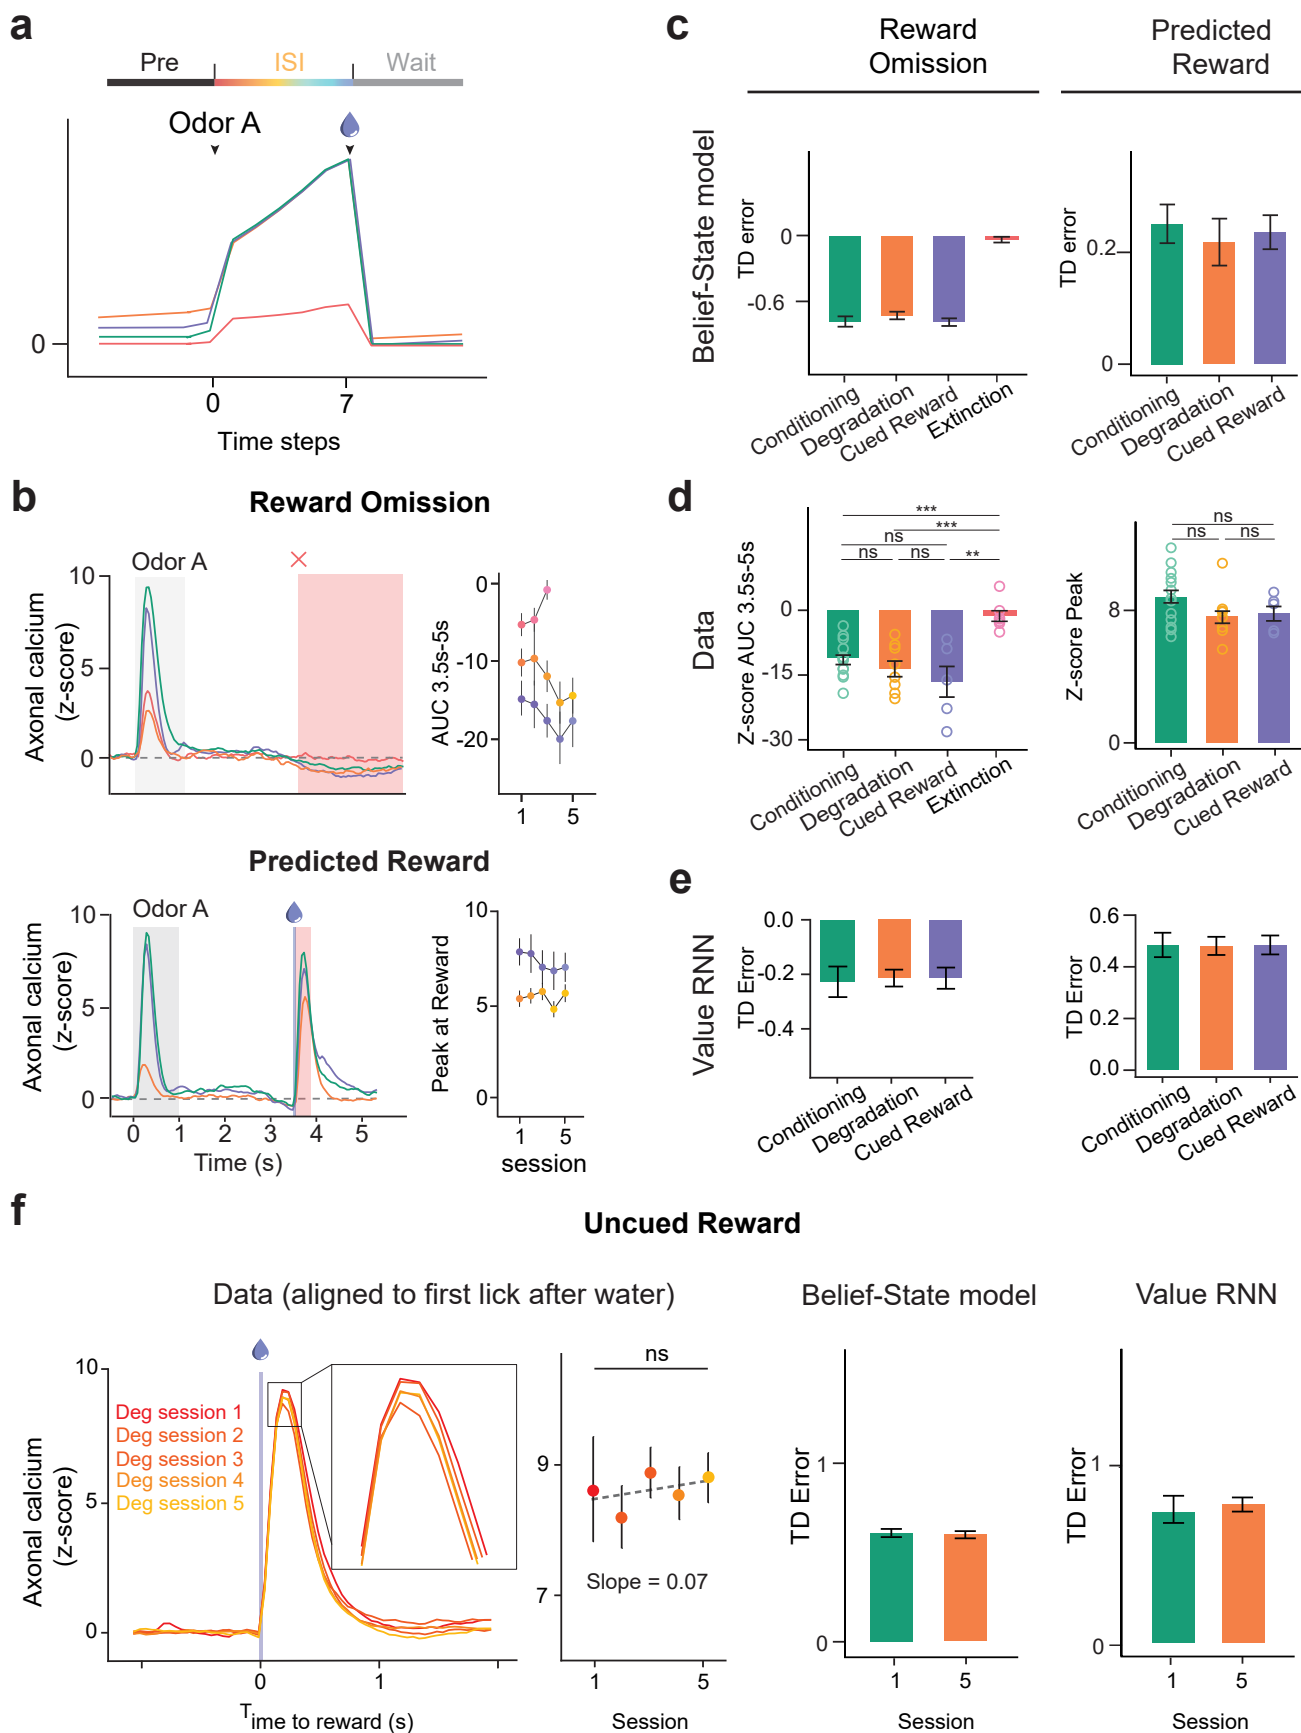 a
Pre
ISI
Wait
Odor A
0
0
7
Time steps
c
Reward
Omission
Predicted
Reward
Belief-State model
TD error
0
-0.6
Conditioning
Degradation
Cued Reward
Extinction
TD error
0.2
0
Conditioning
Degradation
Cued Reward
b
Reward Omission
Axonal calcium
(z-score)
10
5
0
Odor A
AUC 3.5s-5s
0
-10
-20
1
5
Predicted Reward
Axonal calcium
(z-score)
10
5
0
Odor A
0
1
2
3
4
5
Time (s)
Peak at Reward
10
5
0
1
5
session
d
Data
Z-score AUC 3.5s-5s
0
-15
-30
***
***
ns
ns
ns
**
Conditioning
Degradation
Cued Reward
Extinction
Z-score Peak
8
0
ns
ns
ns
Conditioning
Degradation
Cued Reward
e
Value RNN
TD Error
0.0
-0.2
-0.4
Conditioning
Degradation
Cued Reward
TD Error
0.6
0.4
0.2
0.0
Conditioning
Degradation
Cued Reward
f
Uncued Reward
Data (aligned to first lick after water)
Axonal calcium
(z-score)
10
5
0
Deg session 1
Deg session 2
Deg session 3
Deg session 4
Deg session 5
0
1
Time to reward (s)
9
7
ns
Slope = 0.07
1
5
Session
Belief-State model
TD Error
1
0
1
5
Session
Value RNN
TD Error
1
0
1
5
Session